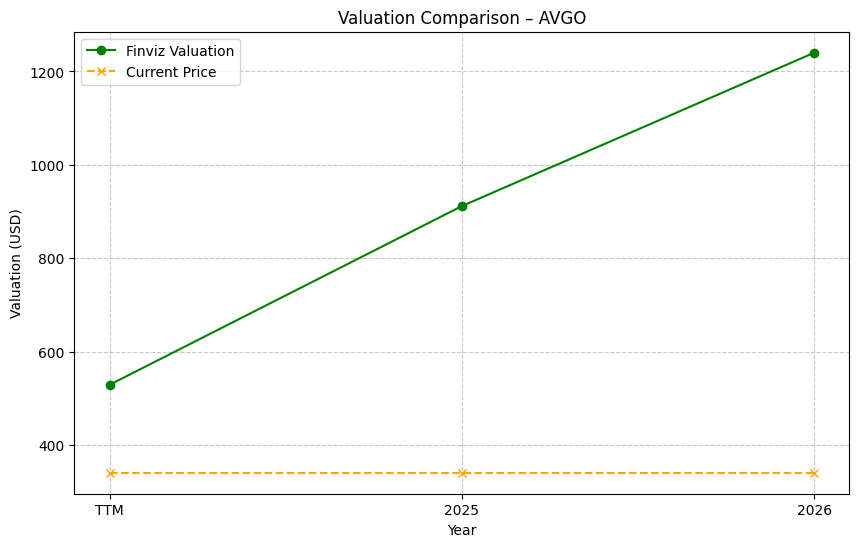 Valuation Comparison – AVGO
Finviz Valuation
Current Price
Valuation (USD)
1200
1000
800
600
400
TTM 2025 2026
Year